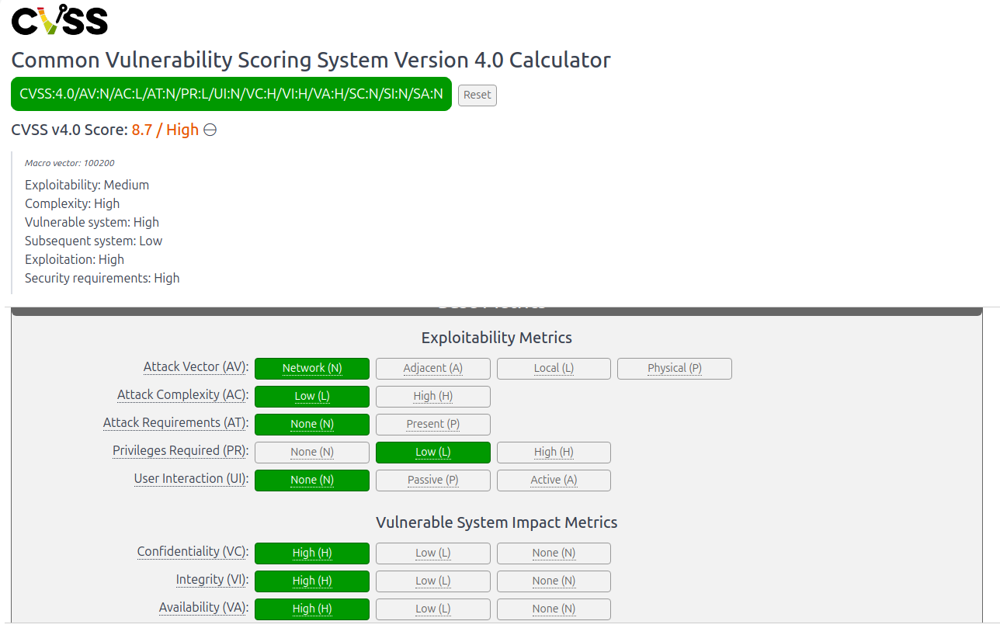 CVSS
Common Vulnerability Scoring System Version 4.0 Calculator
CVSS:4.0/AV:N/AC:L/AT:N/PR:L/UI:N/VC:H/VI:H/VA:H/SC:N/SI:N/SA:N Reset
CVSS v4.0 Score: 8.7 / High
Macro vector: 100200
Exploitability: Medium
Complexity: High
Vulnerable system: High
Subsequent system: Low
Exploitation: High
Security requirements: High
Exploitability Metrics
Attack Vector (AV): Network (N) Adjacent (A) Local (L) Physical (P)
Attack Complexity (AC): Low (L) High (H)
Attack Requirements (AT): None (N) Present (P)
Privileges Required (PR): None (N) Low (L) High (H)
User Interaction (UI): None (N) Passive (P) Active (A)
Vulnerable System Impact Metrics
Confidentiality (VC): High (H) Low (L) None (N)
Integrity (VI): High (H) Low (L) None (N)
Availability (VA): High (H) Low (L) None (N)